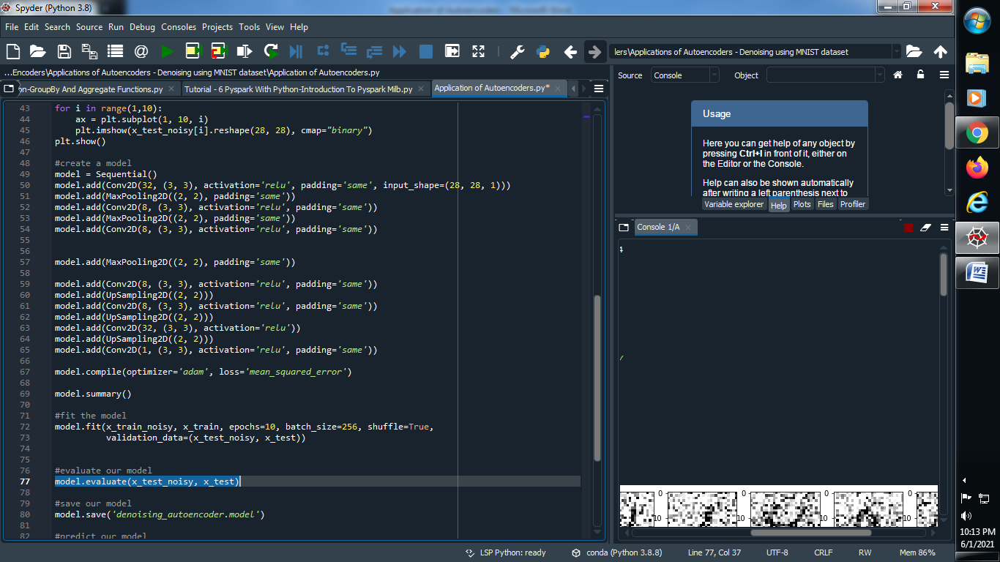 Spyder (Python 3.8)
File Edit Search Source Run Debug Consoles Projects Tools View Help
lers\Applications of Autoencoders - Denoising using MNIST dataset
...Encoders\Applications of Autoencoders - Denoising using MNIST dataset\Application of Autoencoders.py
on-GroupBy And Aggregate Functions.py
Tutorial - 6 Pyspark With Python-Introduction To Pyspark Milb.py
Application of Autoencoders.py*
43 for i in range(1,10):
44 ax = plt.subplot(1, 10, i)
45 plt.imshow(x_test_noisy[i].reshape(28, 28), cmap="binary")
46 plt.show()
47
48 #create a model
49 model = Sequential()
50 model.add(Conv2D(32, (3, 3), activation='relu', padding='same', input_shape=(28, 28, 1)))
51 model.add(MaxPooling2D((2, 2), padding='same'))
52 model.add(Conv2D(8, (3, 3), activation='relu', padding='same'))
53 model.add(MaxPooling2D((2, 2), padding='same'))
54 model.add(Conv2D(8, (3, 3), activation='relu', padding='same'))
55
56
57 model.add(MaxPooling2D((2, 2), padding='same'))
58
59 model.add(Conv2D(8, (3, 3), activation='relu', padding='same'))
60 model.add(UpSampling2D((2, 2)))
61 model.add(Conv2D(8, (3, 3), activation='relu', padding='same'))
62 model.add(UpSampling2D((2, 2)))
63 model.add(Conv2D(32, (3, 3), activation='relu'))
64 model.add(UpSampling2D((2, 2)))
65 model.add(Conv2D(1, (3, 3), activation='relu', padding='same'))
66
67 model.compile(optimizer='adam', loss='mean_squared_error')
68
69 model.summary()
70
71 #fit the model
72 model.fit(x_train_noisy, x_train, epochs=10, batch_size=256, shuffle=True,
73 validation_data=(x_test_noisy, x_test))
74
75
76 #evaluate our model
77 model.evaluate(x_test_noisy, x_test)
78
79 #save our model
80 model.save('denoising_autoencoder.model')
81
82 #predict our model
Source Console Object
Usage
Here you can get help of any object by
pressing Ctrl+I in front of it, either on
the Editor or the Console.
Help can also be shown automatically
after writing a left parenthesis next to
Variable explorer Help Plots Files Profiler
Console 1/A
/
0 0 0 0
10 10 10 10
LSP Python: ready conda (Python 3.8.8) Line 77, Col 37 UTF-8 CRLF RW Mem 86%
10:13 PM
6/1/2021